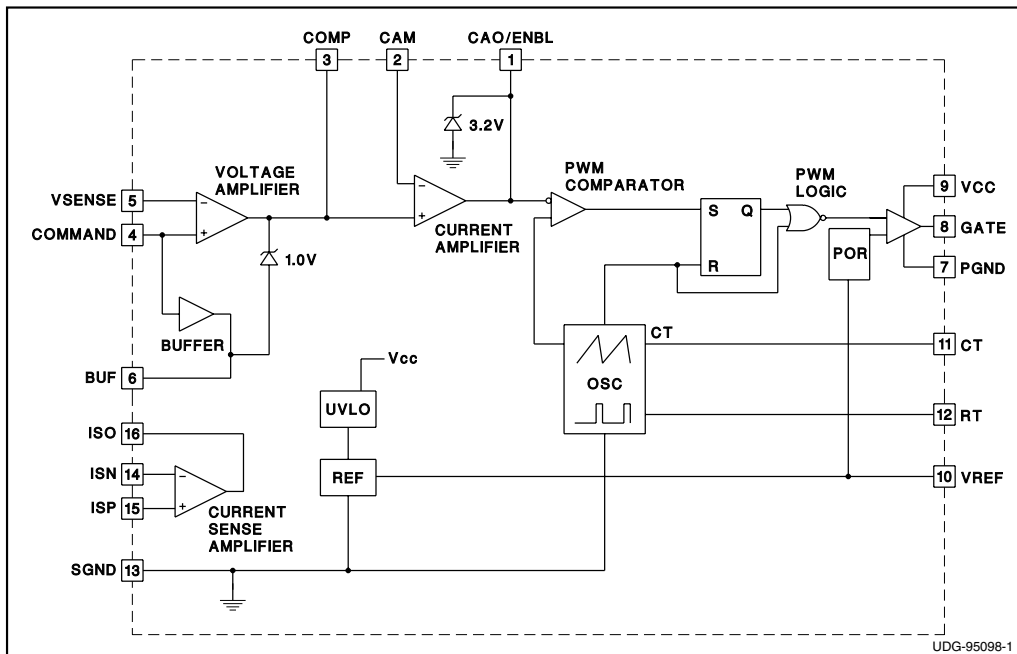 COMP
CAM
CAO/ENBL
3
2
1
3.2V
VOLTAGE
AMPLIFIER
PWM
COMPARATOR
PWM
LOGIC
VSENSE 5
−
−
S Q
9 VCC
COMMAND 4
+
+
CURRENT
AMPLIFIER
8 GATE
1.0V
R
POR
7 PGND
BUFFER
CT
11 CT
Vcc
OSC
BUF
6
UVLO
12 RT
ISO 16
ISN 14
−
REF
10 VREF
ISP 15
+
CURRENT
SENSE
AMPLIFIER
SGND 13
UDG-95098-1